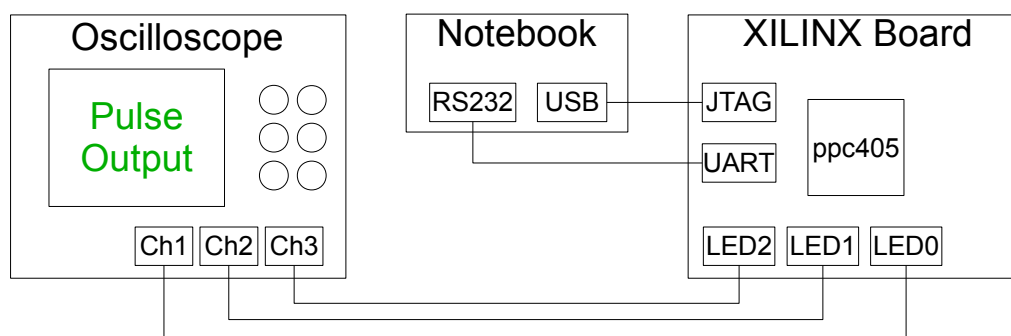 Oscilloscope
Pulse
Output
Ch1 Ch2 Ch3
Notebook
RS232 USB
XILINX Board
JTAG
UART
ppc405
LED2 LED1 LED0